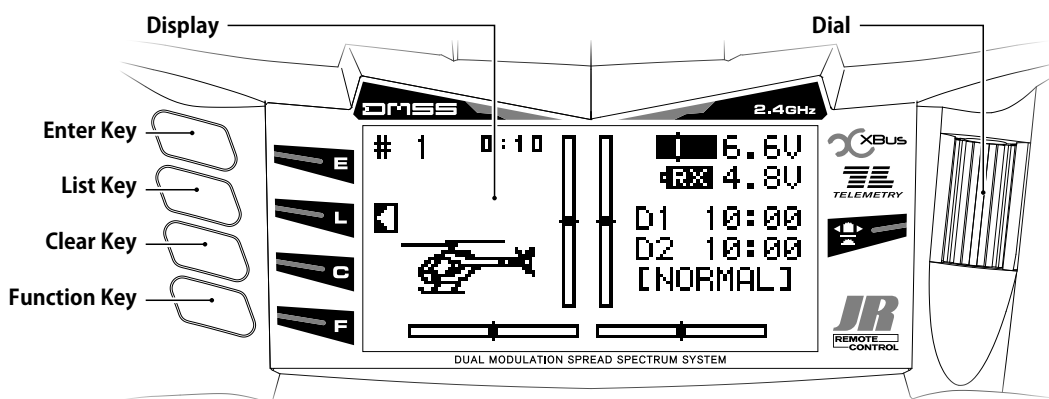 Display
Dial
DMSS
2.4GHz
Enter Key
List Key
Clear Key
Function Key
E
L
C
F
# 1 0:10
6.6V
RX 4.8V
D1 10:00
D2 10:00
[NORMAL]
XBus
TELEMETRY
JR
REMOTE
CONTROL
DUAL MODULATION SPREAD SPECTRUM SYSTEM